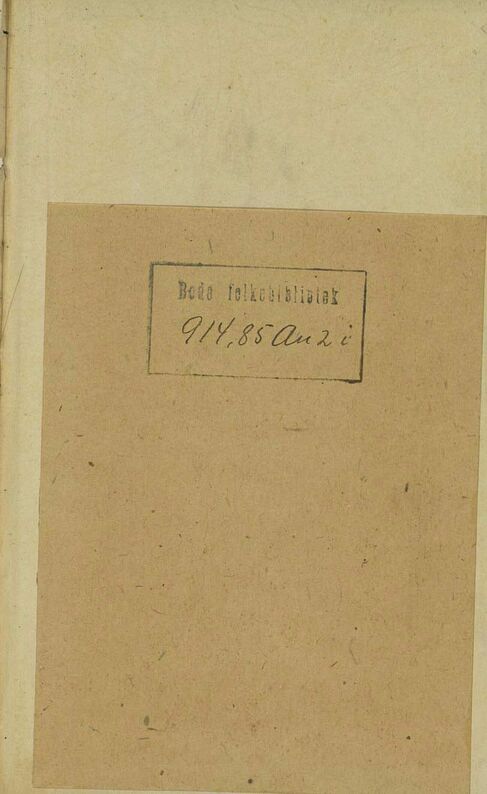 Bodø folkebibliotek
914,85 An 2 i